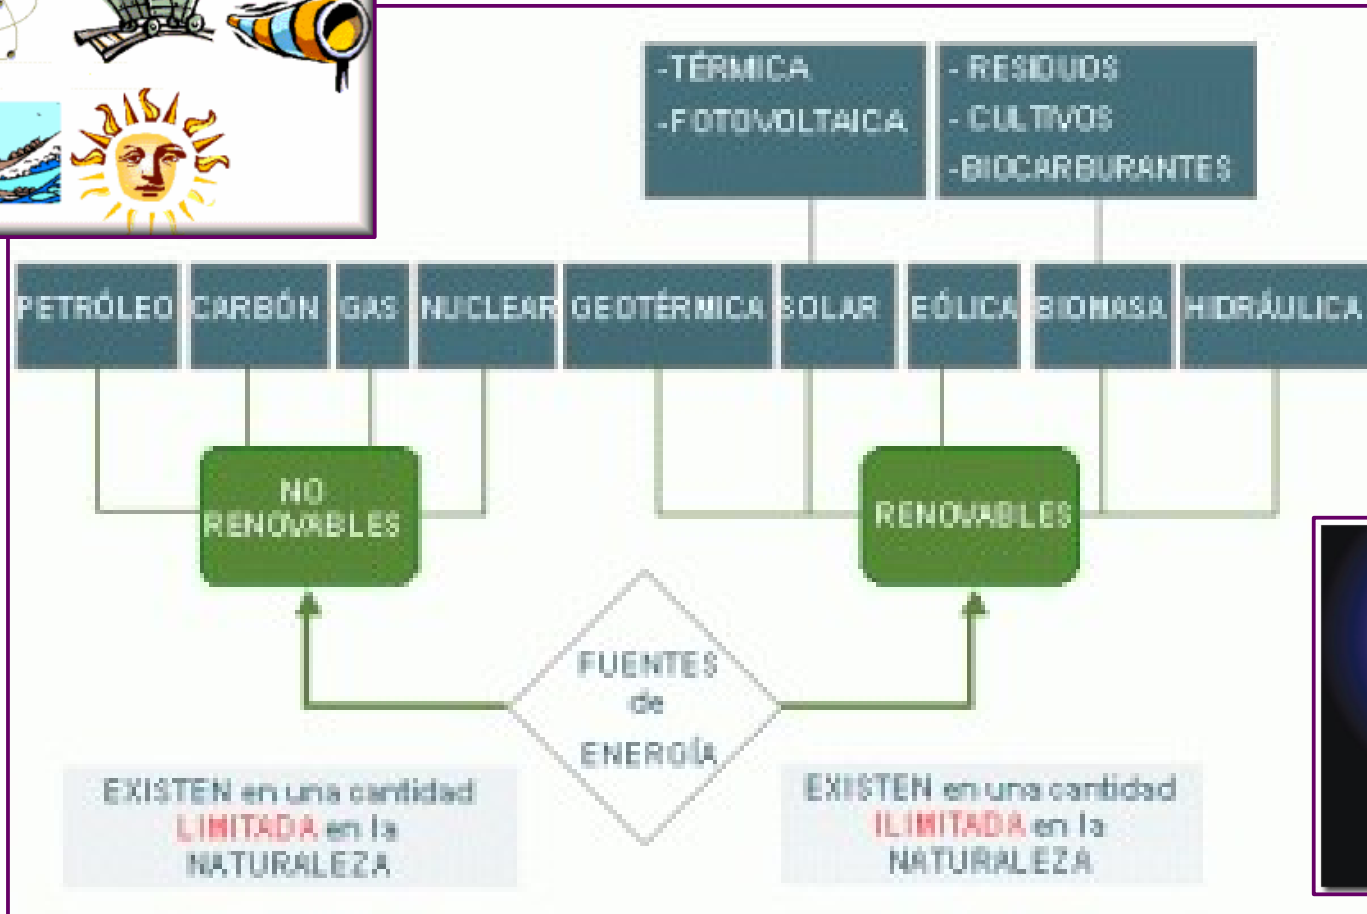 -TÉRMICA
-FOTOVOLTAICA
- RESIDUOS
- CULTIVOS
-BIOCARBURANTES
PETRÓLEO
CARBÓN
GAS
NUCLEAR
GEOTÉRMICA
SOLAR
EÓLICA
BIOMASA
HIDRÁULICA
NO
RENOVABLES
RENOVABLES
FUENTES
de
ENERGÍA
EXISTEN en una cantidad
LIMITADA en la
NATURALEZA
EXISTEN en una cantidad
ILIMITADA en la
NATURALEZA